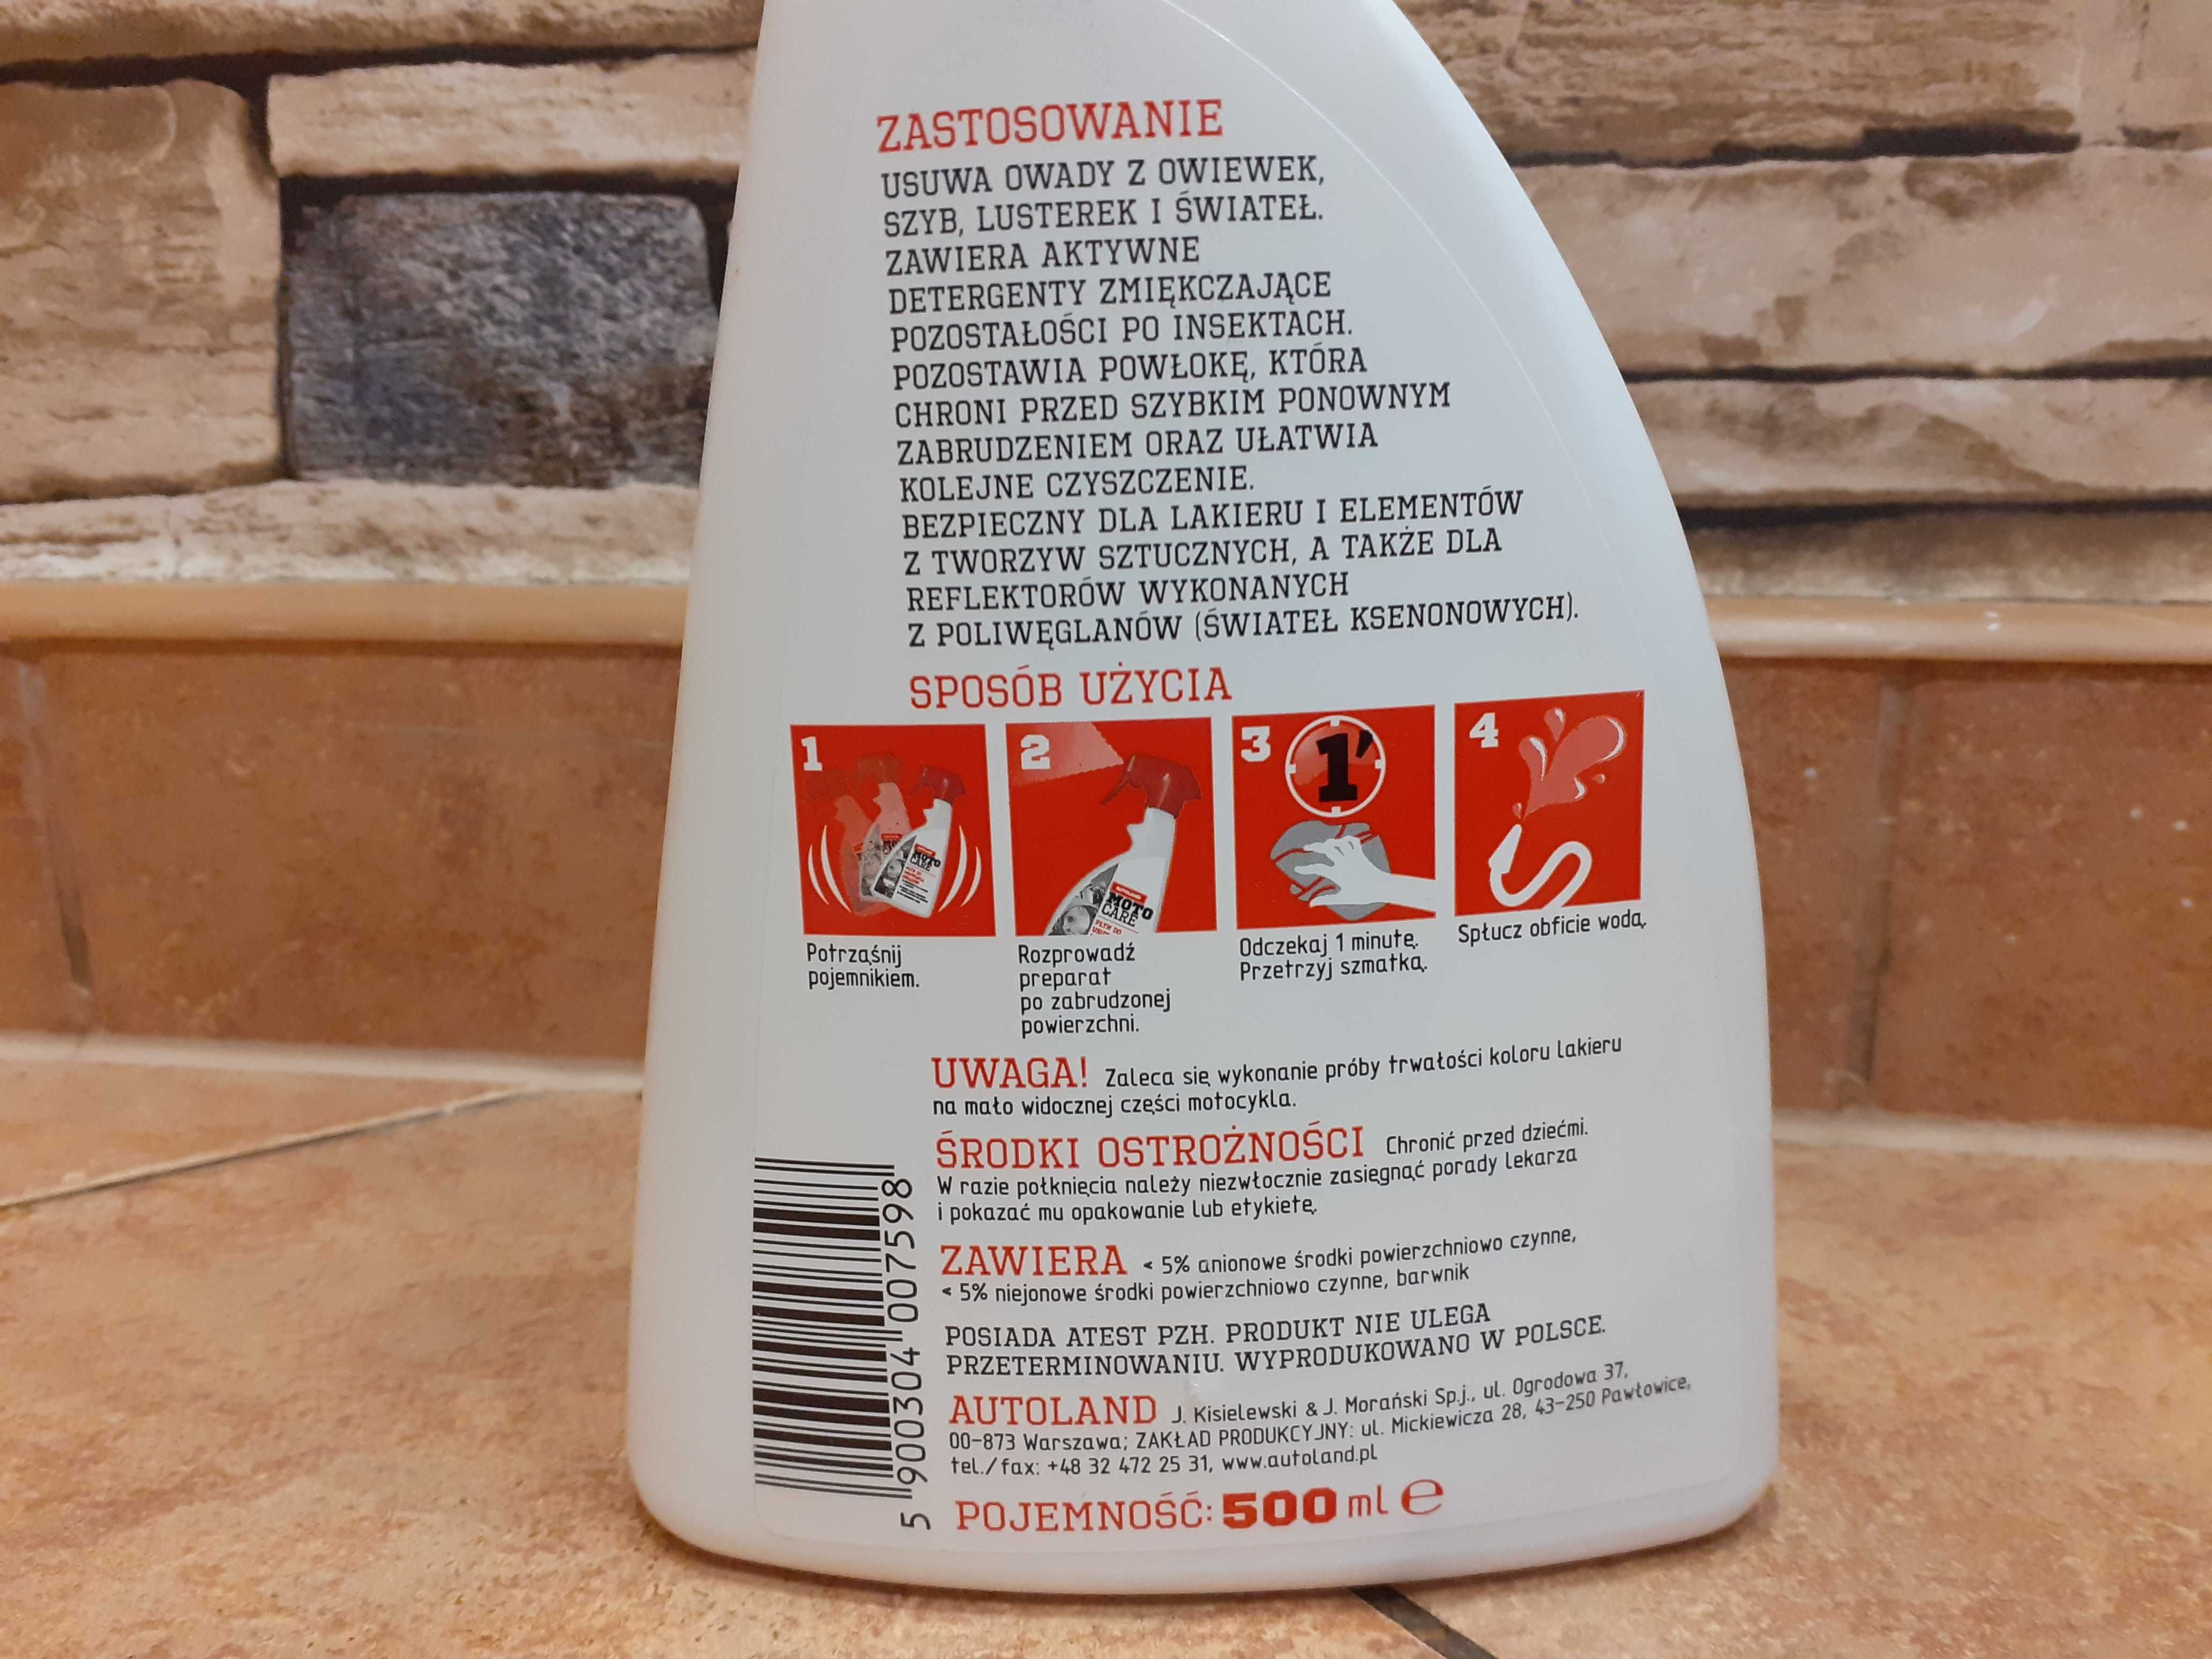 ZASTOSOWANIE
USUWA OWADY Z OWIEWEK,
SZYB, LUSTEREK I ŚWIATEŁ.
ZAWIERA AKTYWNE
DETERGENTY ZMIĘKCZAJĄCE
POZOSTAŁOŚCI PO INSEKTACH.
POZOSTAWIA POWŁOKĘ, KTÓRA
CHRONI PRZED SZYBKIM PONOWNYM
ZABRUDZENIEM ORAZ UŁATWIA
KOLEJNE CZYSZCZENIE.
BEZPIECZNY DLA LAKIERU I ELEMENTÓW
Z TWORZYW SZTUCZNYCH, A TAKŻE DLA
REFLEKTORÓW WYKONANYCH
Z POLIWĘGLANÓW (ŚWIATEŁ KSENONOWYCH).
SPOSÓB UŻYCIA
1
MOTO
CARE
Potrząśnij
pojemnikiem.
2
MOTO
CARE
PŁYN DO
Rozprowadź
preparat
po zabrudzonej
powierzchni.
3
1'
Odczekaj 1 minutę.
Przetrzyj szmatką.
4
Spłucz obficie wodą.
UWAGA! Zaleca się wykonanie próby trwałości koloru lakieru
na mało widocznej części motocykla.
ŚRODKI OSTROŻNOŚCI Chronić przed dziećmi.
W razie połknięcia należy niezwłocznie zasięgnąć porady lekarza
i pokazać mu opakowanie lub etykietę.
ZAWIERA < 5% anionowe środki powierzchniowo czynne,
< 5% niejonowe środki powierzchniowo czynne, barwnik
POSIADA ATEST PZH. PRODUKT NIE ULEGA
PRZETERMINOWANIU. WYPRODUKOWANO W POLSCE.
AUTOLAND J. Kisielewski & J. Morański Sp.j., ul. Ogrodowa 37,
00-873 Warszawa; ZAKŁAD PRODUKCYJNY: ul. Mickiewicza 28, 43-250 Pawłowice,
tel./fax: +48 32 472 25 31, www.autoland.pl
POJEMNOŚĆ: 500 ml e
5 900304 007598